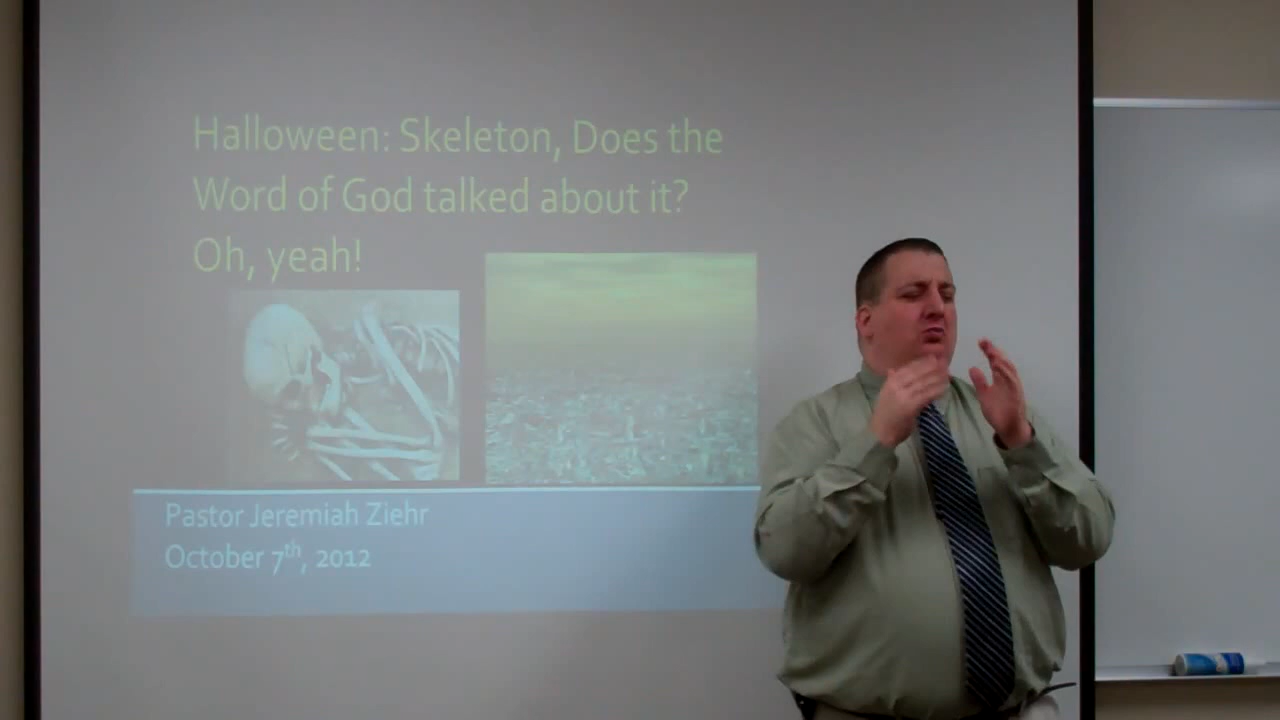 Halloween: Skeleton, Does the
Word of God talked about it?
Oh, yeah!
Pastor Jeremiah Ziehr
October 7th, 2012